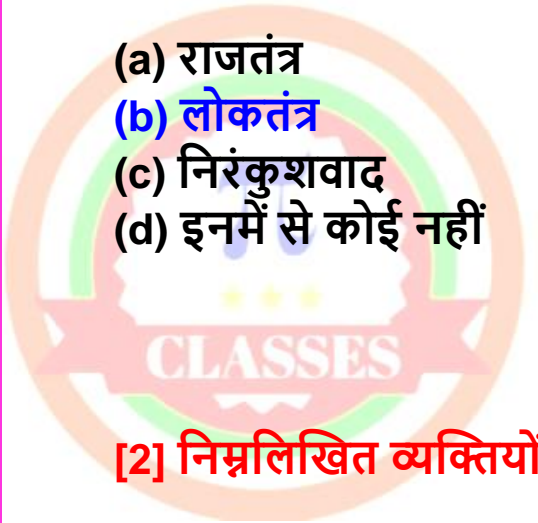 (a) राजतंत्र
(b) लोकतंत्र
(c) निरंकुशवाद
(d) इनमें से कोई नहीं
CLASSES
[2] निम्नलिखित व्यक्तियों